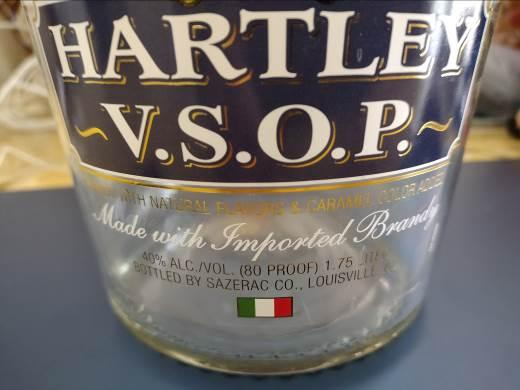 HARTLEY
~V.S.O.P.~
WITH NATURAL FLAVORS & CARAMEL COLOR ADDED
Made with Imported Brandy
40% ALC./VOL. (80 PROOF) 1.75 LITER
BOTTLED BY SAZERAC CO., LOUISVILLE,